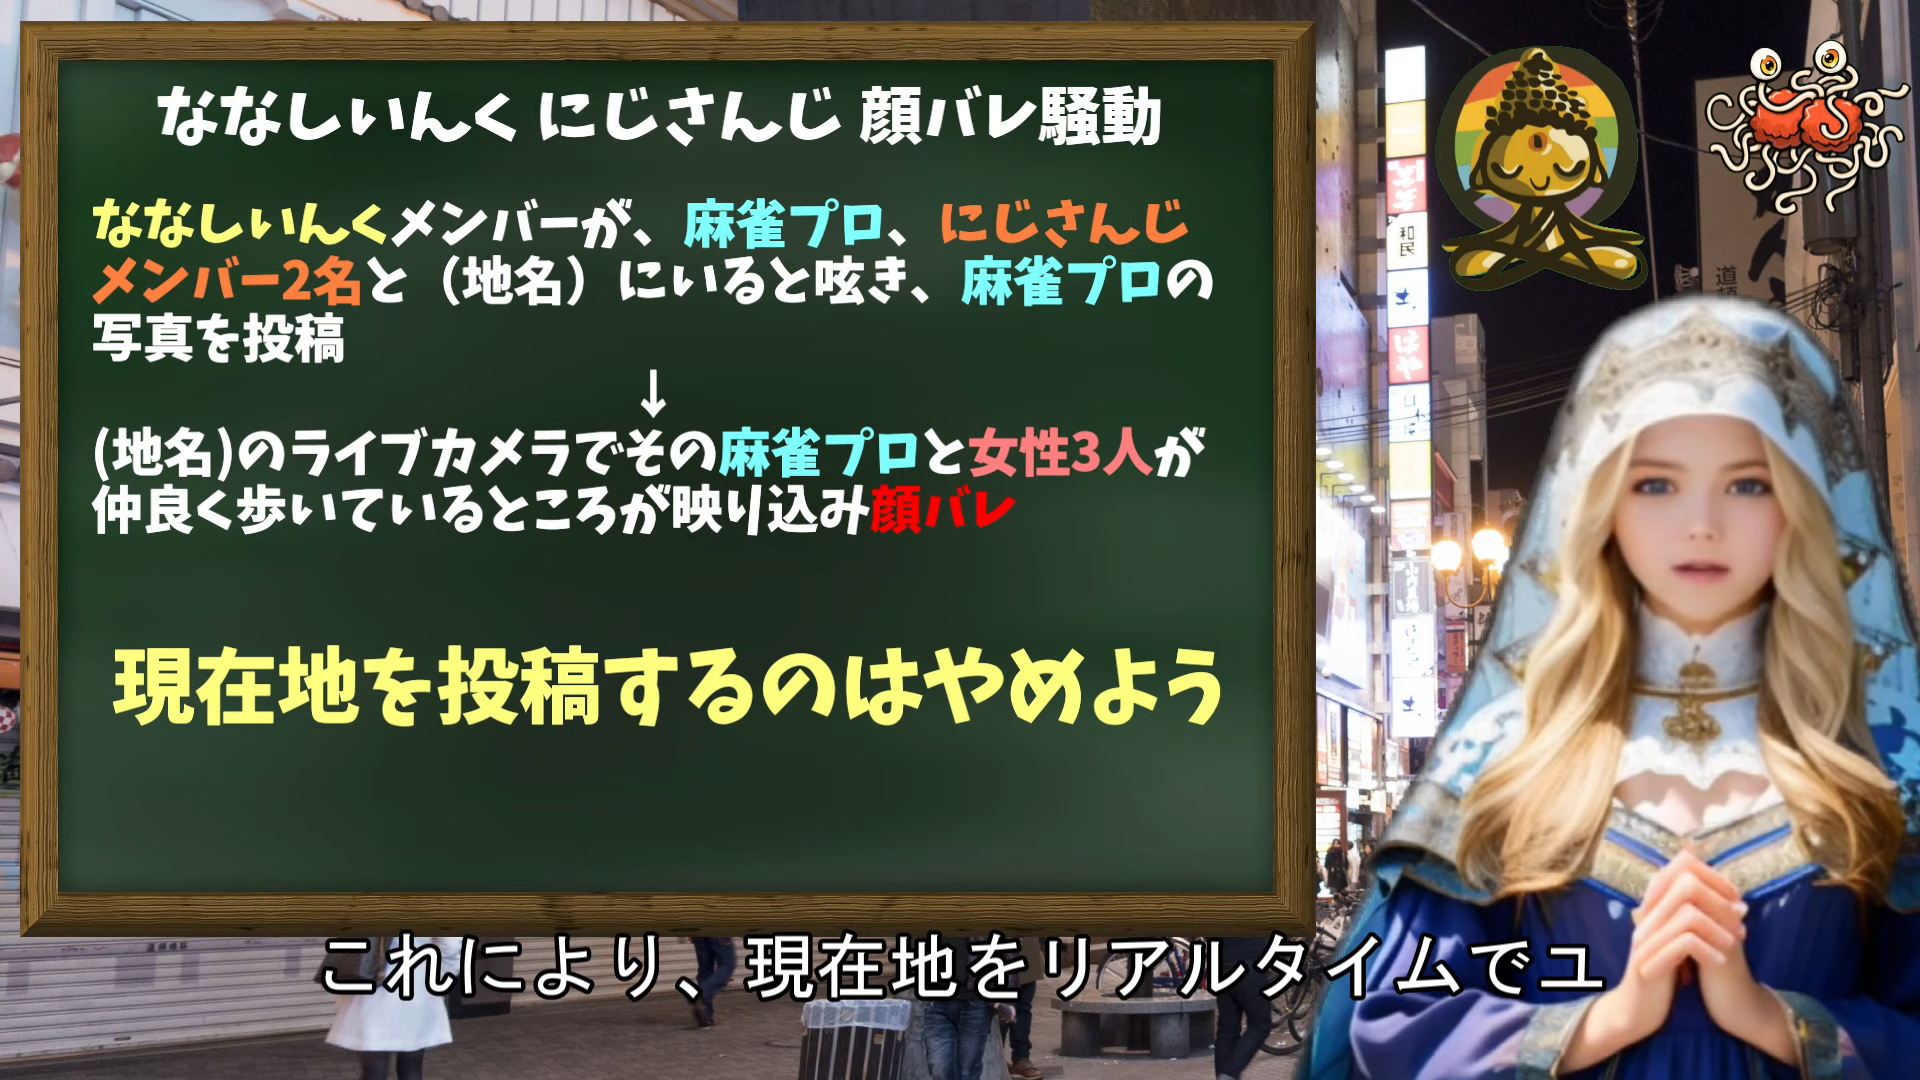 ななしいんく にじさんじ 顔バレ騒動
ななしいんくメンバーが、麻雀プロ、にじさんじ
メンバー2名と（地名）にいると呟き、麻雀プロの
写真を投稿
↓
(地名)のライブカメラでその麻雀プロと女性3人が
仲良く歩いているところが映り込み顔バレ
現在地を投稿するのはやめよう
これにより、現在地をリアルタイムでユ
和民